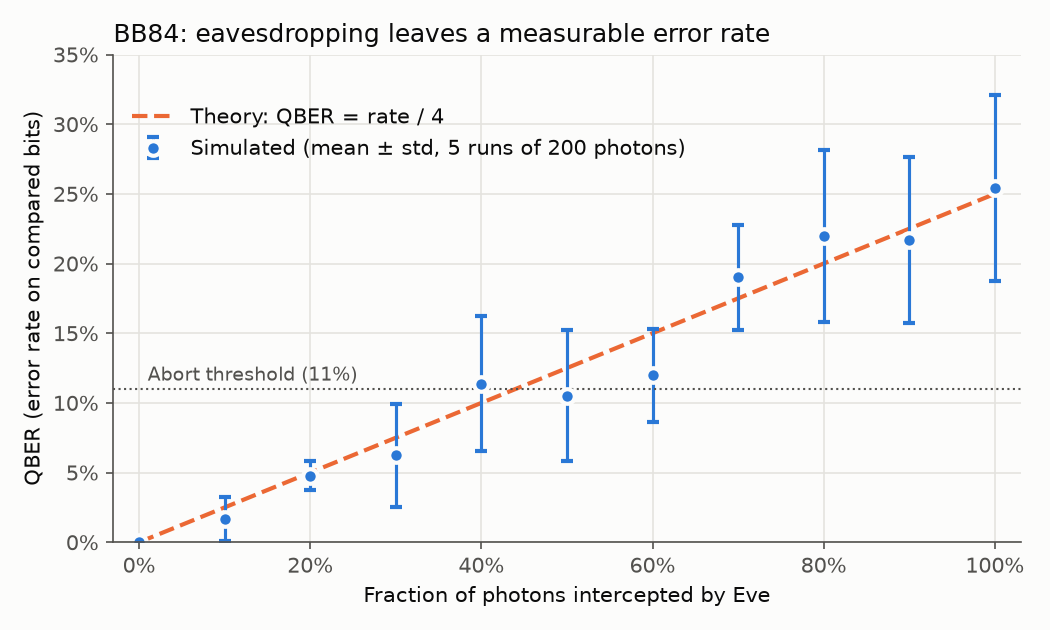 BB84: eavesdropping leaves a measurable error rate
35%
30%
25%
20%
15%
10%
5%
0%
QBER (error rate on compared bits)
Theory: QBER = rate / 4
Simulated (mean ± std, 5 runs of 200 photons)
Abort threshold (11%)
0%
20%
40%
60%
80%
100%
Fraction of photons intercepted by Eve